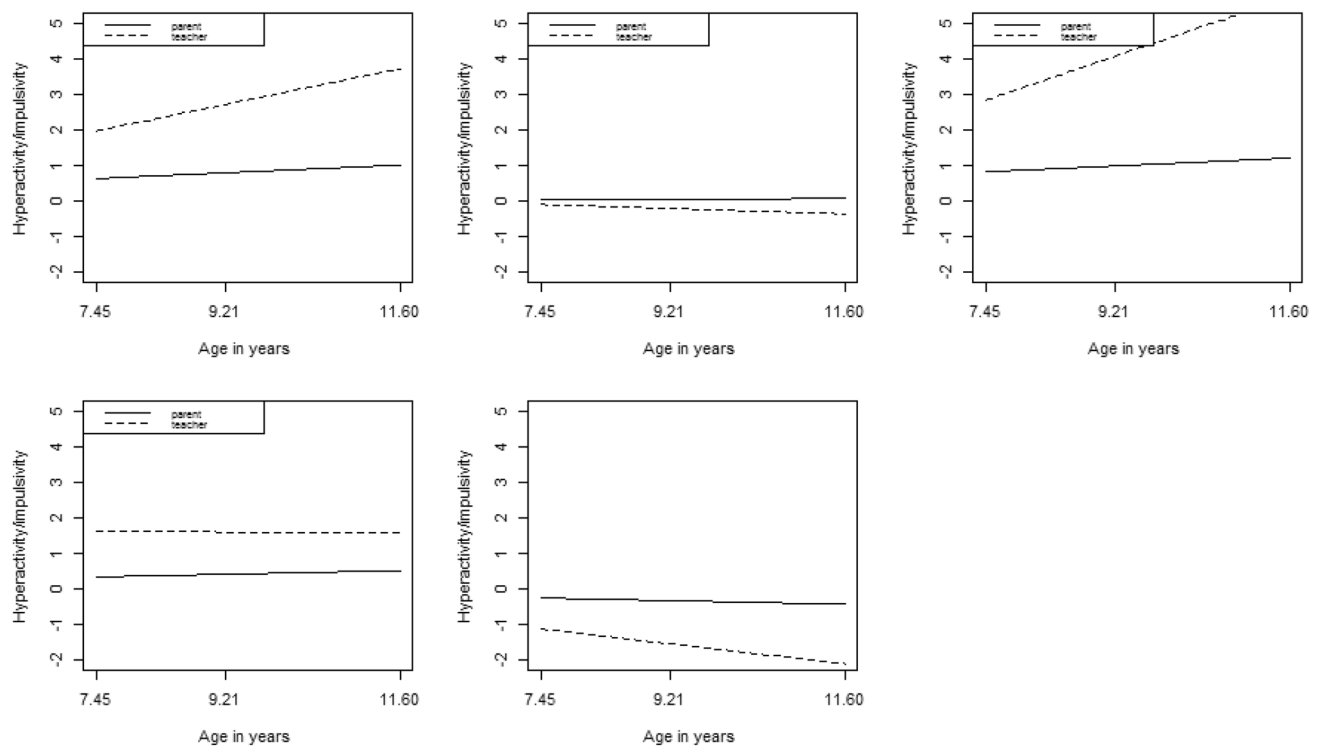 parent
teacher
Hyperactivity/impulsivity
5
4
3
2
1
0
-1
-2
7.45 9.21 11.60
Age in years
parent
teacher
Hyperactivity/impulsivity
5
4
3
2
1
0
-1
-2
7.45 9.21 11.60
Age in years
parent
teacher
Hyperactivity/impulsivity
5
4
3
2
1
0
-1
-2
7.45 9.21 11.60
Age in years
parent
teacher
Hyperactivity/impulsivity
5
4
3
2
1
0
-1
-2
7.45 9.21 11.60
Age in years
Hyperactivity/impulsivity
5
4
3
2
1
0
-1
-2
7.45 9.21 11.60
Age in years